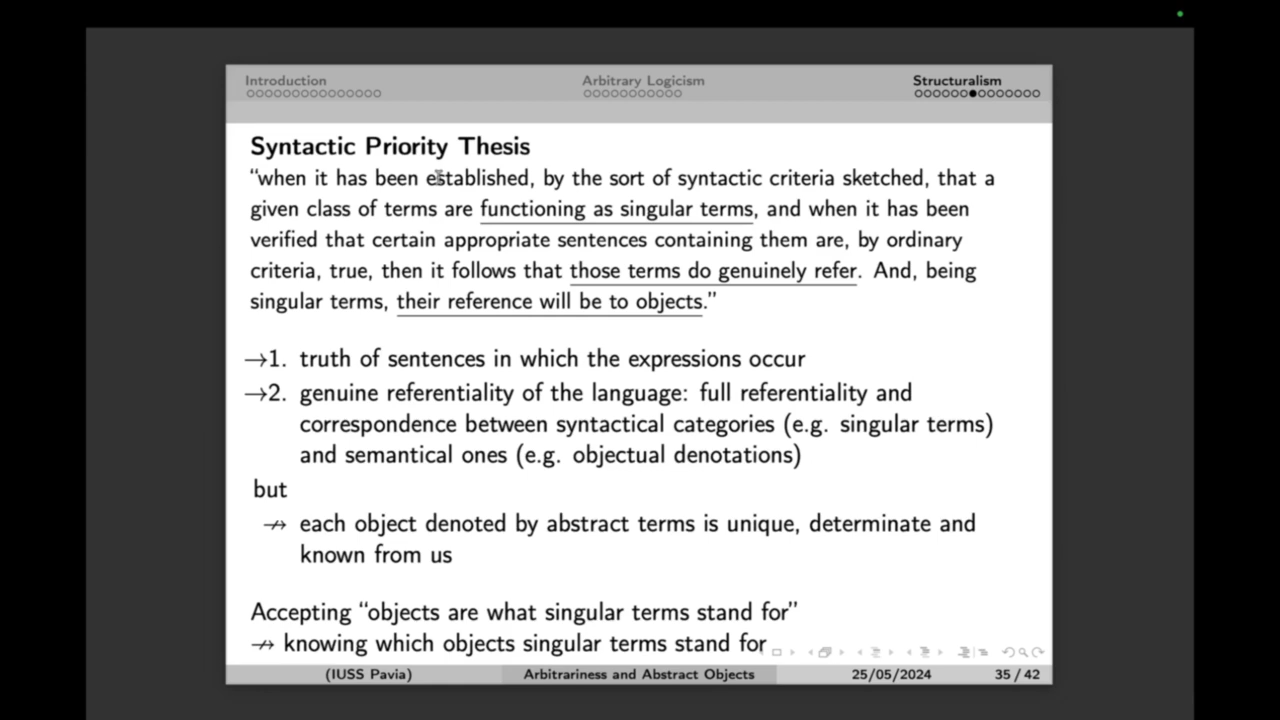 Introduction
Arbitrary Logicism
Structuralism
Syntactic Priority Thesis
“when it has been established, by the sort of syntactic criteria sketched, that a
given class of terms are functioning as singular terms, and when it has been
verified that certain appropriate sentences containing them are, by ordinary
criteria, true, then it follows that those terms do genuinely refer. And, being
singular terms, their reference will be to objects.”
→1. truth of sentences in which the expressions occur
→2. genuine referentiality of the language: full referentiality and
correspondence between syntactical categories (e.g. singular terms)
and semantical ones (e.g. objectual denotations)
but
↛ each object denoted by abstract terms is unique, determinate and
known from us
Accepting “objects are what singular terms stand for”
↛ knowing which objects singular terms stand for
(IUSS Pavia)
Arbitrariness and Abstract Objects
25/05/2024
35 / 42